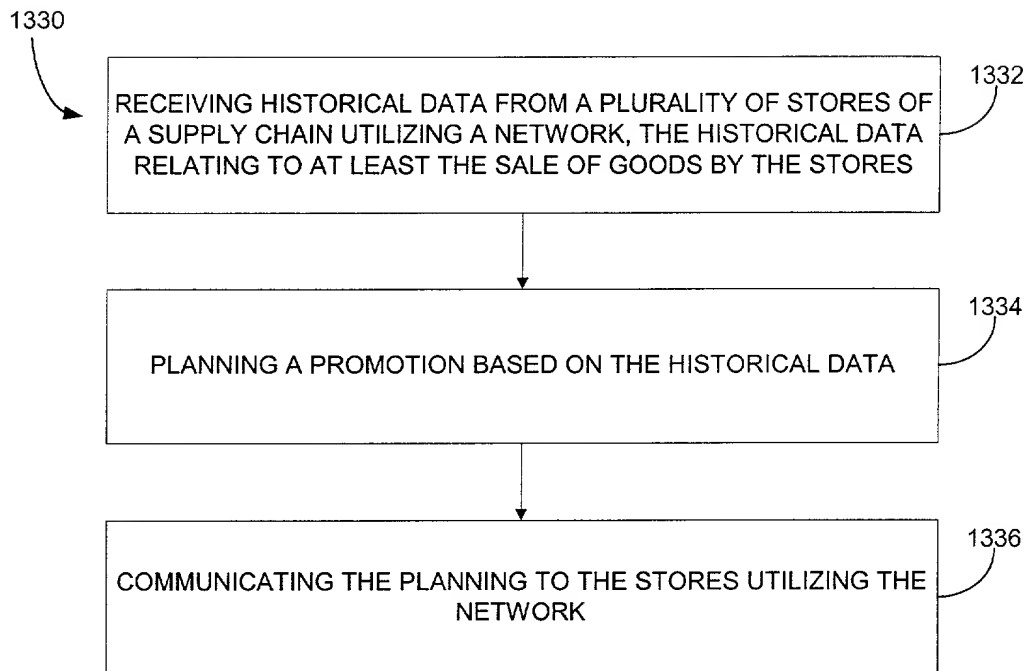 1330
1332
RECEIVING HISTORICAL DATA FROM A PLURALITY OF STORES OF
A SUPPLY CHAIN UTILIZING A NETWORK, THE HISTORICAL DATA
RELATING TO AT LEAST THE SALE OF GOODS BY THE STORES
1334
PLANNING A PROMOTION BASED ON THE HISTORICAL DATA
1336
COMMUNICATING THE PLANNING TO THE STORES UTILIZING THE
NETWORK